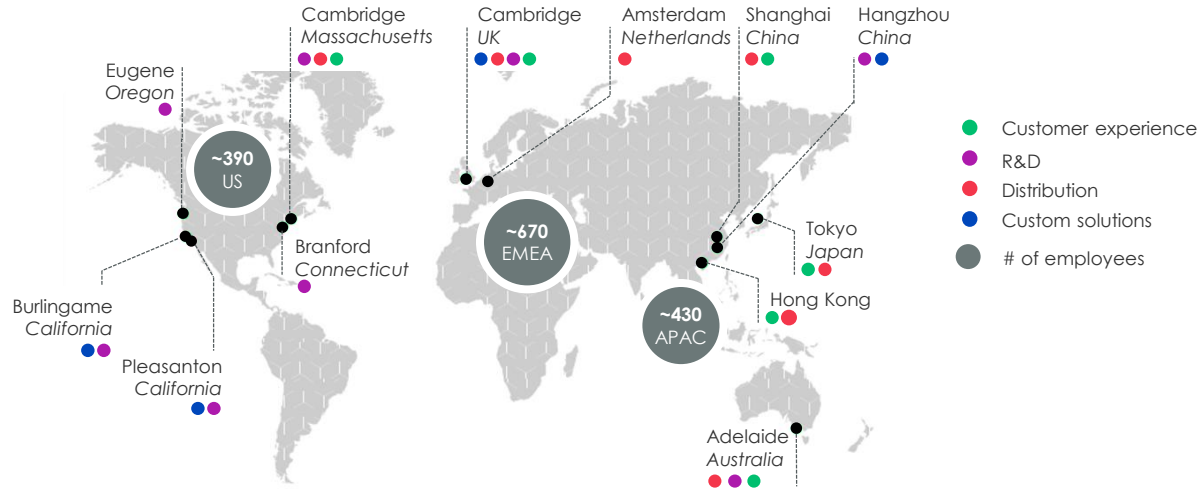 Cambridge
Massachusetts
Cambridge
UK
Amsterdam
Netherlands
Shanghai
China
Hangzhou
China
Eugene
Oregon
~390
US
~670
EMEA
~430
APAC
Branford
Connecticut
Tokyo
Japan
Hong Kong
Burlingame
California
Pleasanton
California
Adelaide
Australia
Customer experience
R&D
Distribution
Custom solutions
# of employees